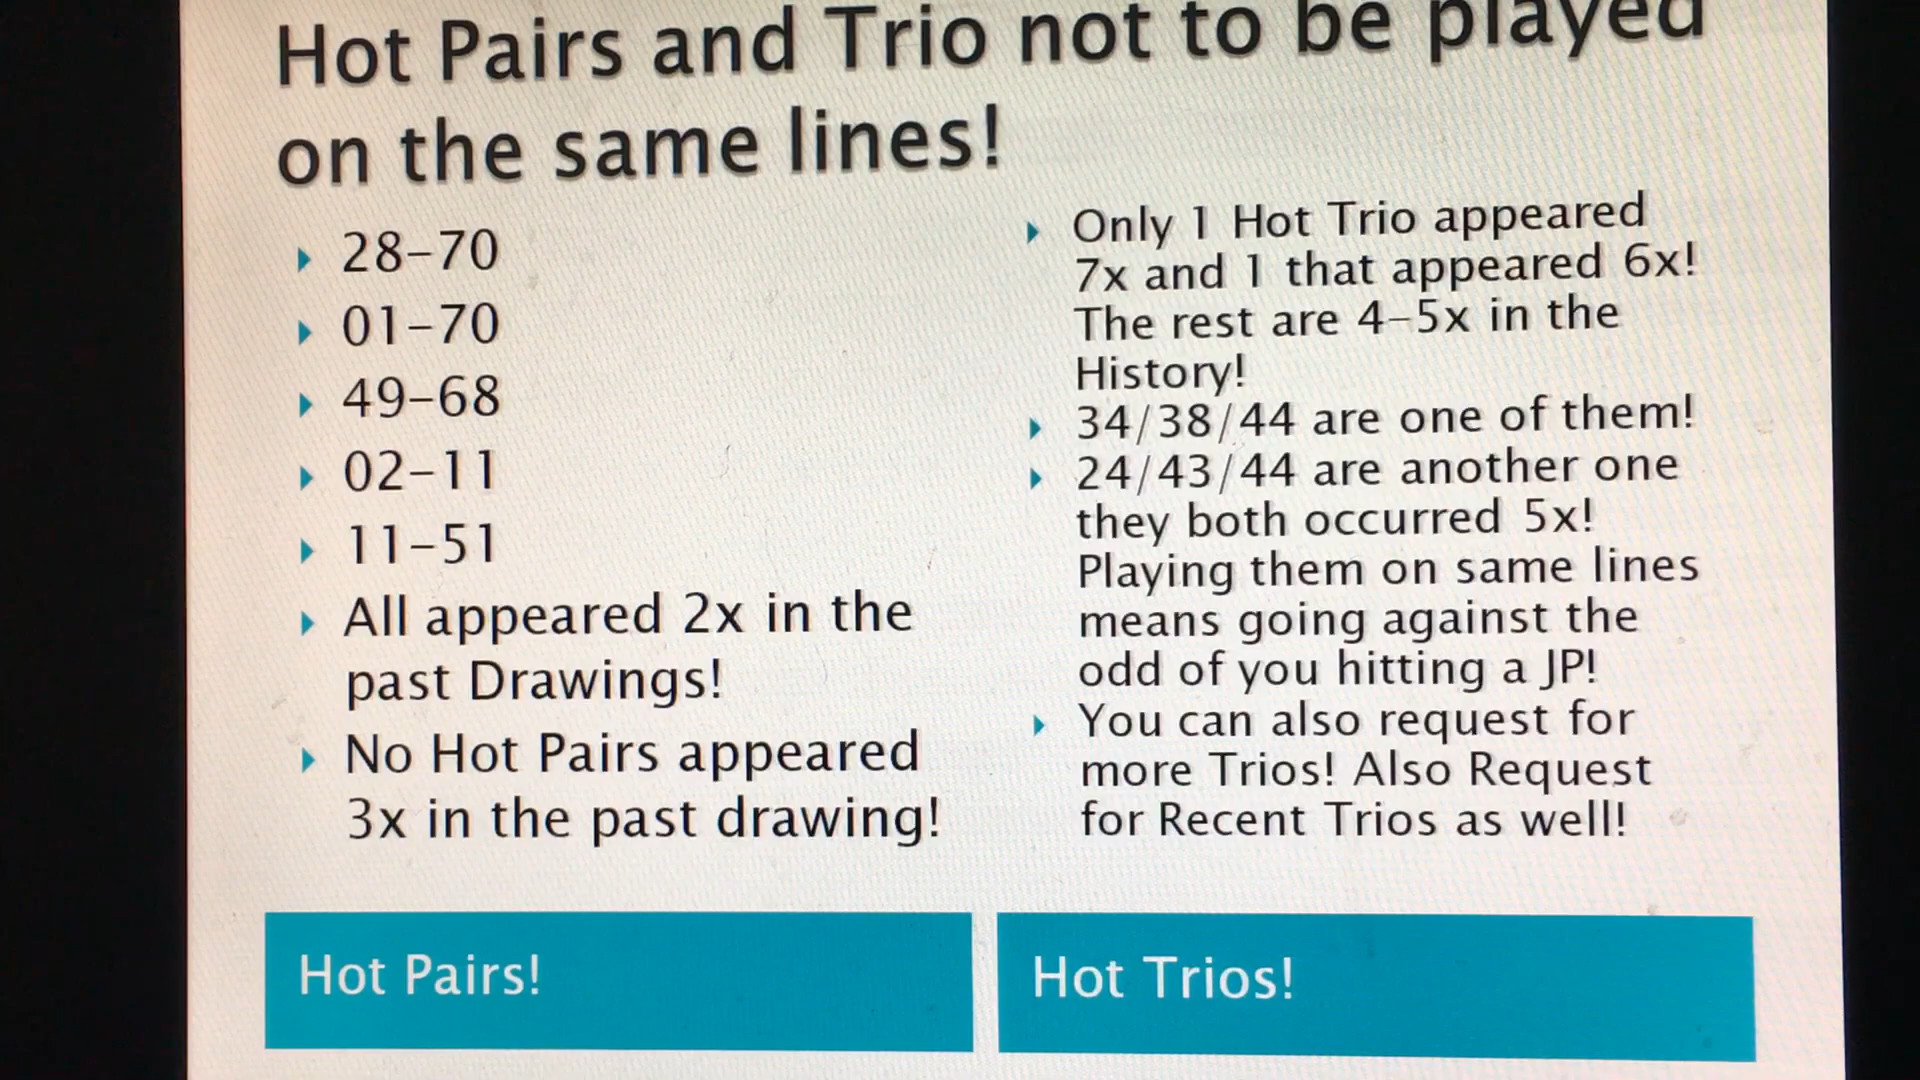 Hot Pairs and Trio not to be played
on the same lines!
28-70
01-70
49-68
02-11
11-51
All appeared 2x in the
past Drawings!
No Hot Pairs appeared
3x in the past drawing!
Only 1 Hot Trio appeared
7x and 1 that appeared 6x!
The rest are 4-5x in the
History!
34/38/44 are one of them!
24/43/44 are another one
they both occurred 5x!
Playing them on same lines
means going against the
odd of you hitting a JP!
You can also request for
more Trios! Also Request
for Recent Trios as well!
Hot Pairs!
Hot Trios!